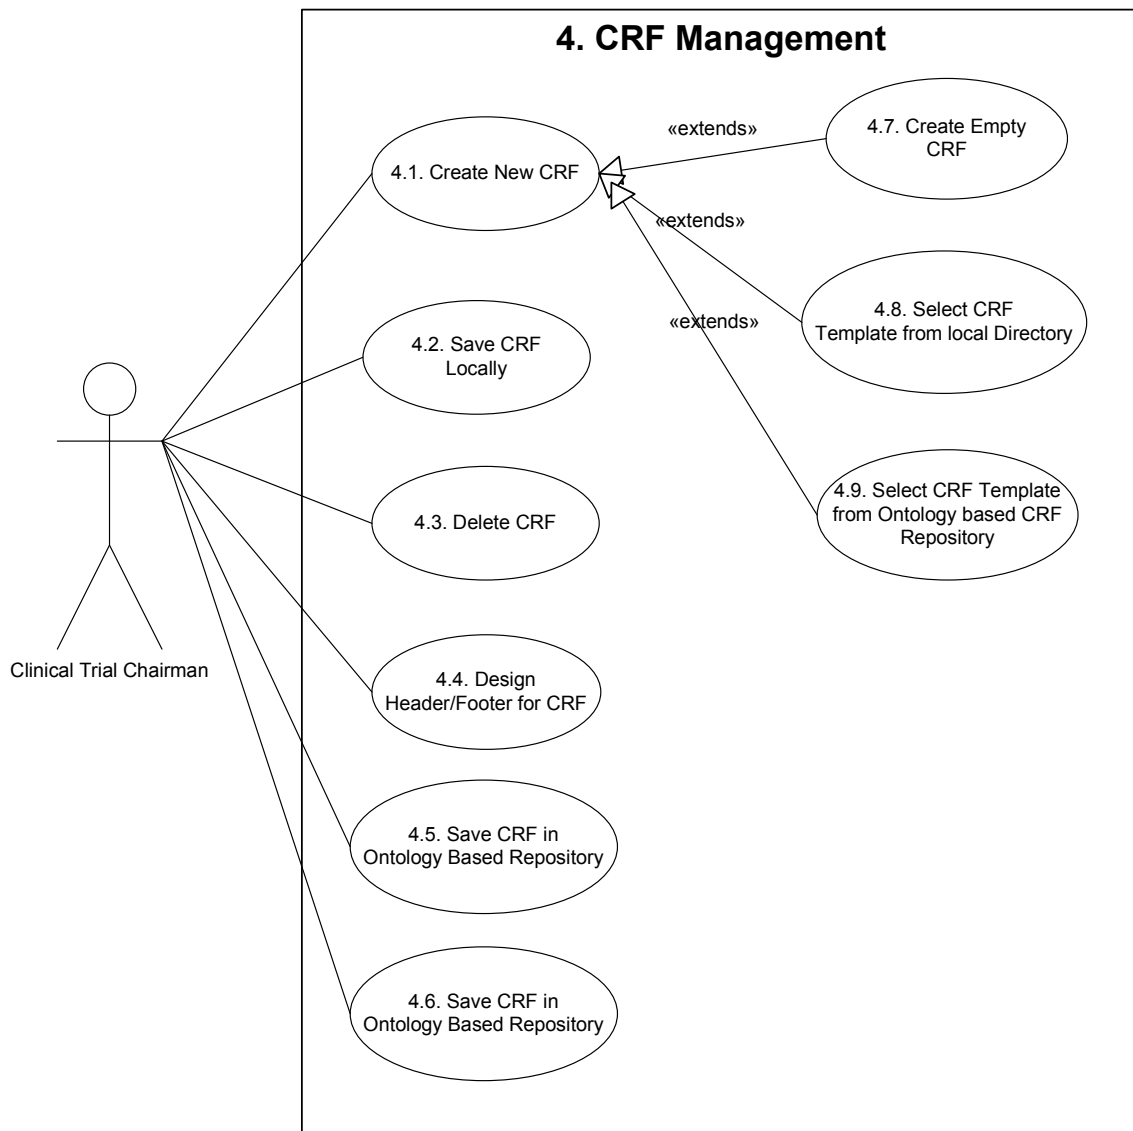 4. CRF Management
4.1. Create New CRF
«extends»
4.7. Create Empty
CRF
«extends»
4.8. Select CRF
Template from local Directory
«extends»
4.2. Save CRF
Locally
4.9. Select CRF Template
from Ontology based CRF
Repository
4.3. Delete CRF
Clinical Trial Chairman
4.4. Design
Header/Footer for CRF
4.5. Save CRF in
Ontology Based Repository
4.6. Save CRF in
Ontology Based Repository